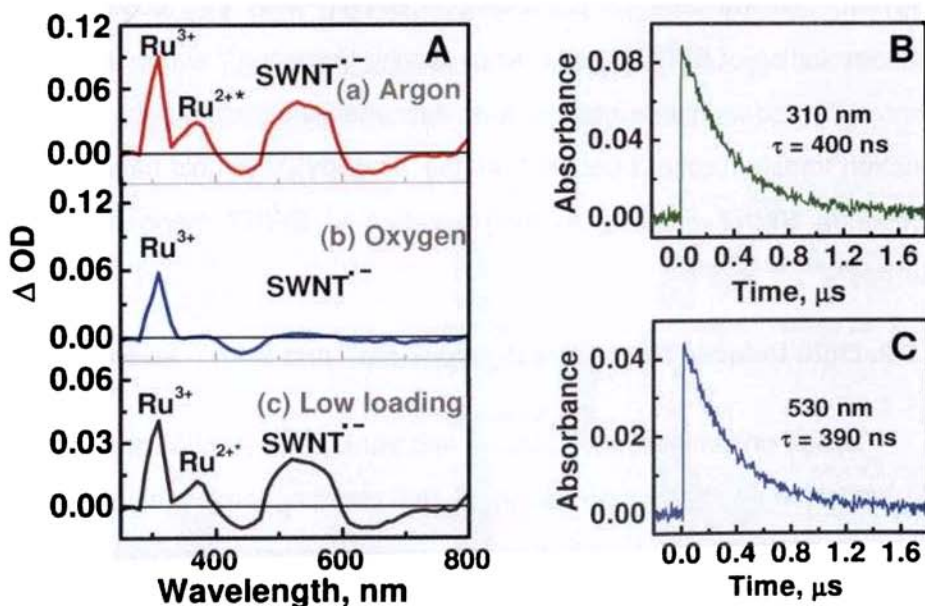 A
0.12
Ru³⁺
SWNT·⁻
0.06
Ru²⁺*
(a) Argon
0.00
0.12
Ru³⁺
(b) Oxygen
0.06
SWNT·⁻
0.00
0.06
Ru³⁺
(c) Low loading
0.03
Ru²⁺*
SWNT·⁻
0.00
400 600 800
Wavelength, nm
Δ OD
B
0.08
310 nm
0.04
τ = 400 ns
0.00
0.0 0.4 0.8 1.2 1.6
Time, μs
Absorbance
C
0.04
530 nm
0.02
τ = 390 ns
0.00
0.0 0.4 0.8 1.2 1.6
Time, μs
Absorbance